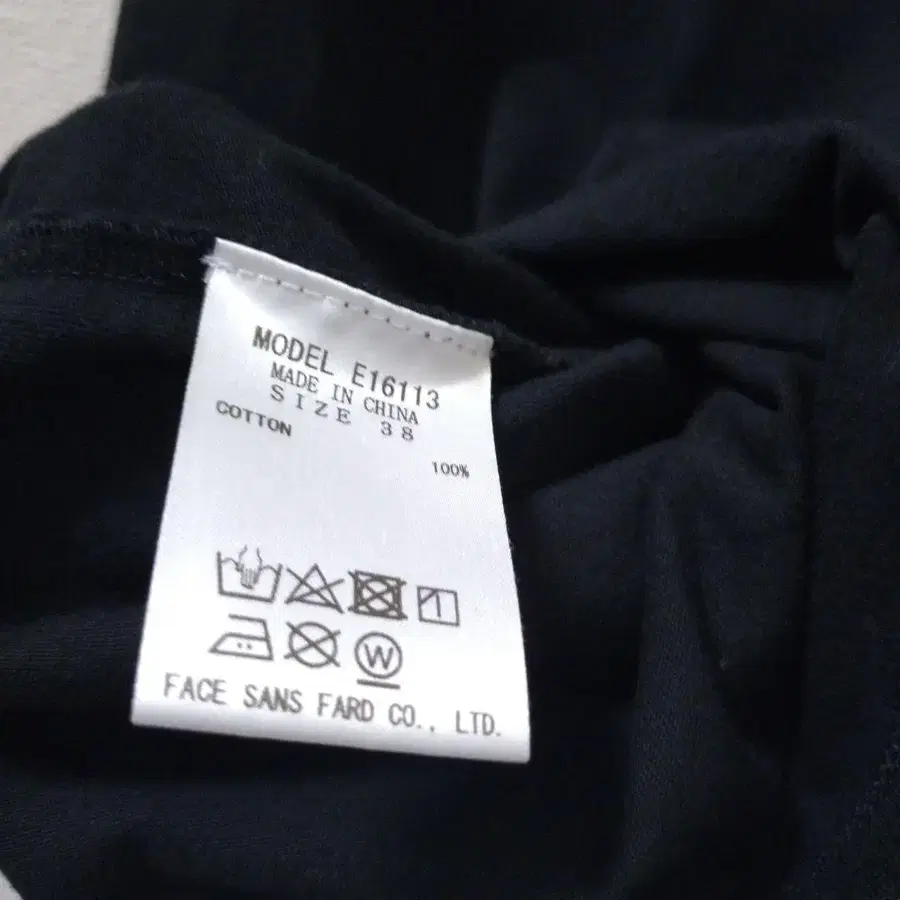 MODEL E16113
MADE IN CHINA
SIZE 38
COTTON
100%
W
FACE SANS FARD CO., LTD.